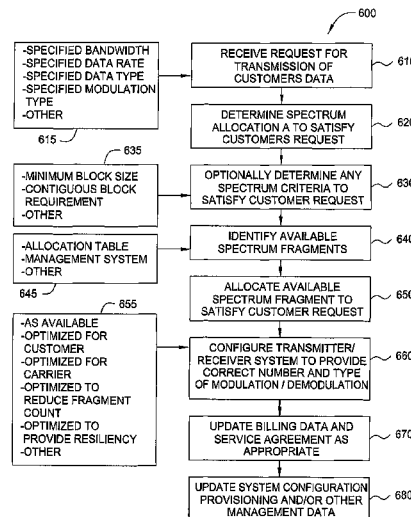 600
-SPECIFIED BANDWIDTH
-SPECIFIED DATA RATE
-SPECIFIED DATA TYPE
-SPECIFIED MODULATION
TYPE
-OTHER
615
RECEIVE REQUEST FOR
TRANSMISSION OF
CUSTOMERS DATA
610
DETERMINE SPECTRUM
ALLOCATION A TO SATISFY
CUSTOMERS REQUEST
620
635
-MINIMUM BLOCK SIZE
-CONTIGUOUS BLOCK
REQUIREMENT
-OTHER
OPTIONALLY DETERMINE ANY
SPECTRUM CRITERIA TO
SATISFY CUSTOMER REQUEST
630
-ALLOCATION TABLE
-MANAGEMENT SYSTEM
-OTHER
645
IDENTIFY AVAILABLE
SPECTRUM FRAGMENTS
640
ALLOCATE AVAILABLE
SPECTRUM FRAGMENT TO
SATISFY CUSTOMER REQUEST
650
655
-AS AVAILABLE
-OPTIMIZED FOR
CUSTOMER
-OPTIMIZED FOR
CARRIER
-OPTIMIZED TO
REDUCE FRAGMENT
COUNT
-OPTIMIZED TO
PROVIDE RESILIENCY
-OTHER
CONFIGURE TRANSMITTER/
RECEIVER SYSTEM TO PROVIDE
CORRECT NUMBER AND TYPE
OF MODULATION / DEMODULATION
660
UPDATE BILLING DATA AND
SERVICE AGREEMENT AS
APPROPRIATE
670
UPDATE SYSTEM CONFIGURATION
PROVISIONING AND/OR OTHER
MANAGEMENT DATA
680